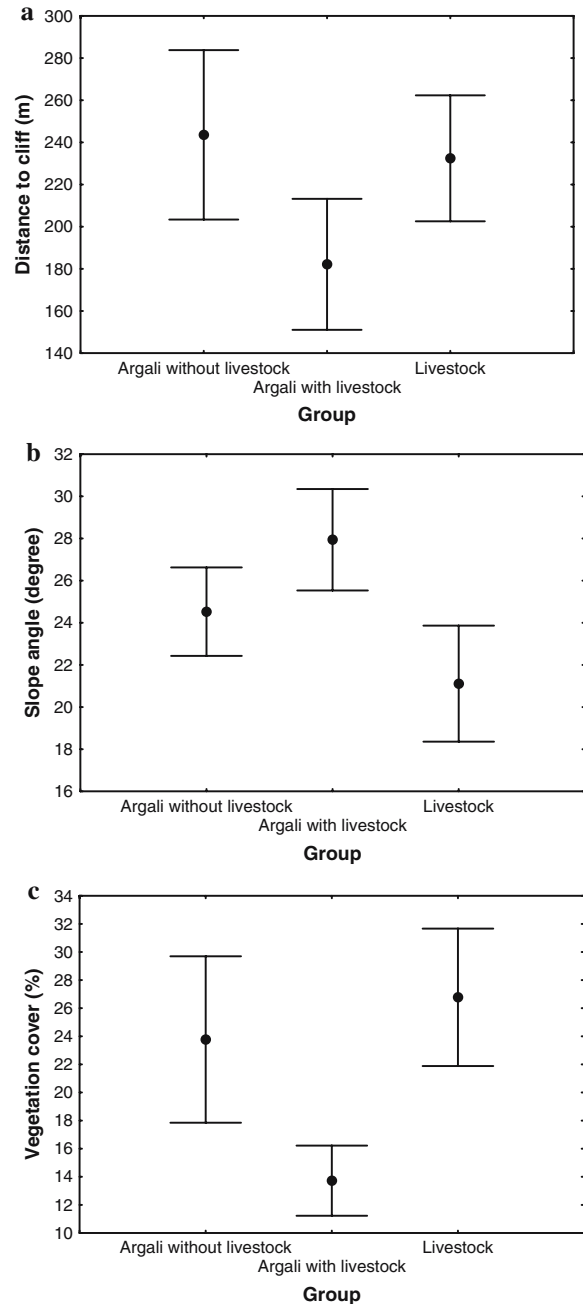 a
300
280
260
240
220
200
180
160
140
Distance to cliff (m)
Argali without livestock
Livestock
Argali with livestock
Group
b
32
30
28
26
24
22
20
18
16
Slope angle (degree)
Argali without livestock
Livestock
Argali with livestock
Group
c
34
32
30
28
26
24
22
20
18
16
14
12
10
Vegetation cover (%)
Argali without livestock
Livestock
Argali with livestock
Group